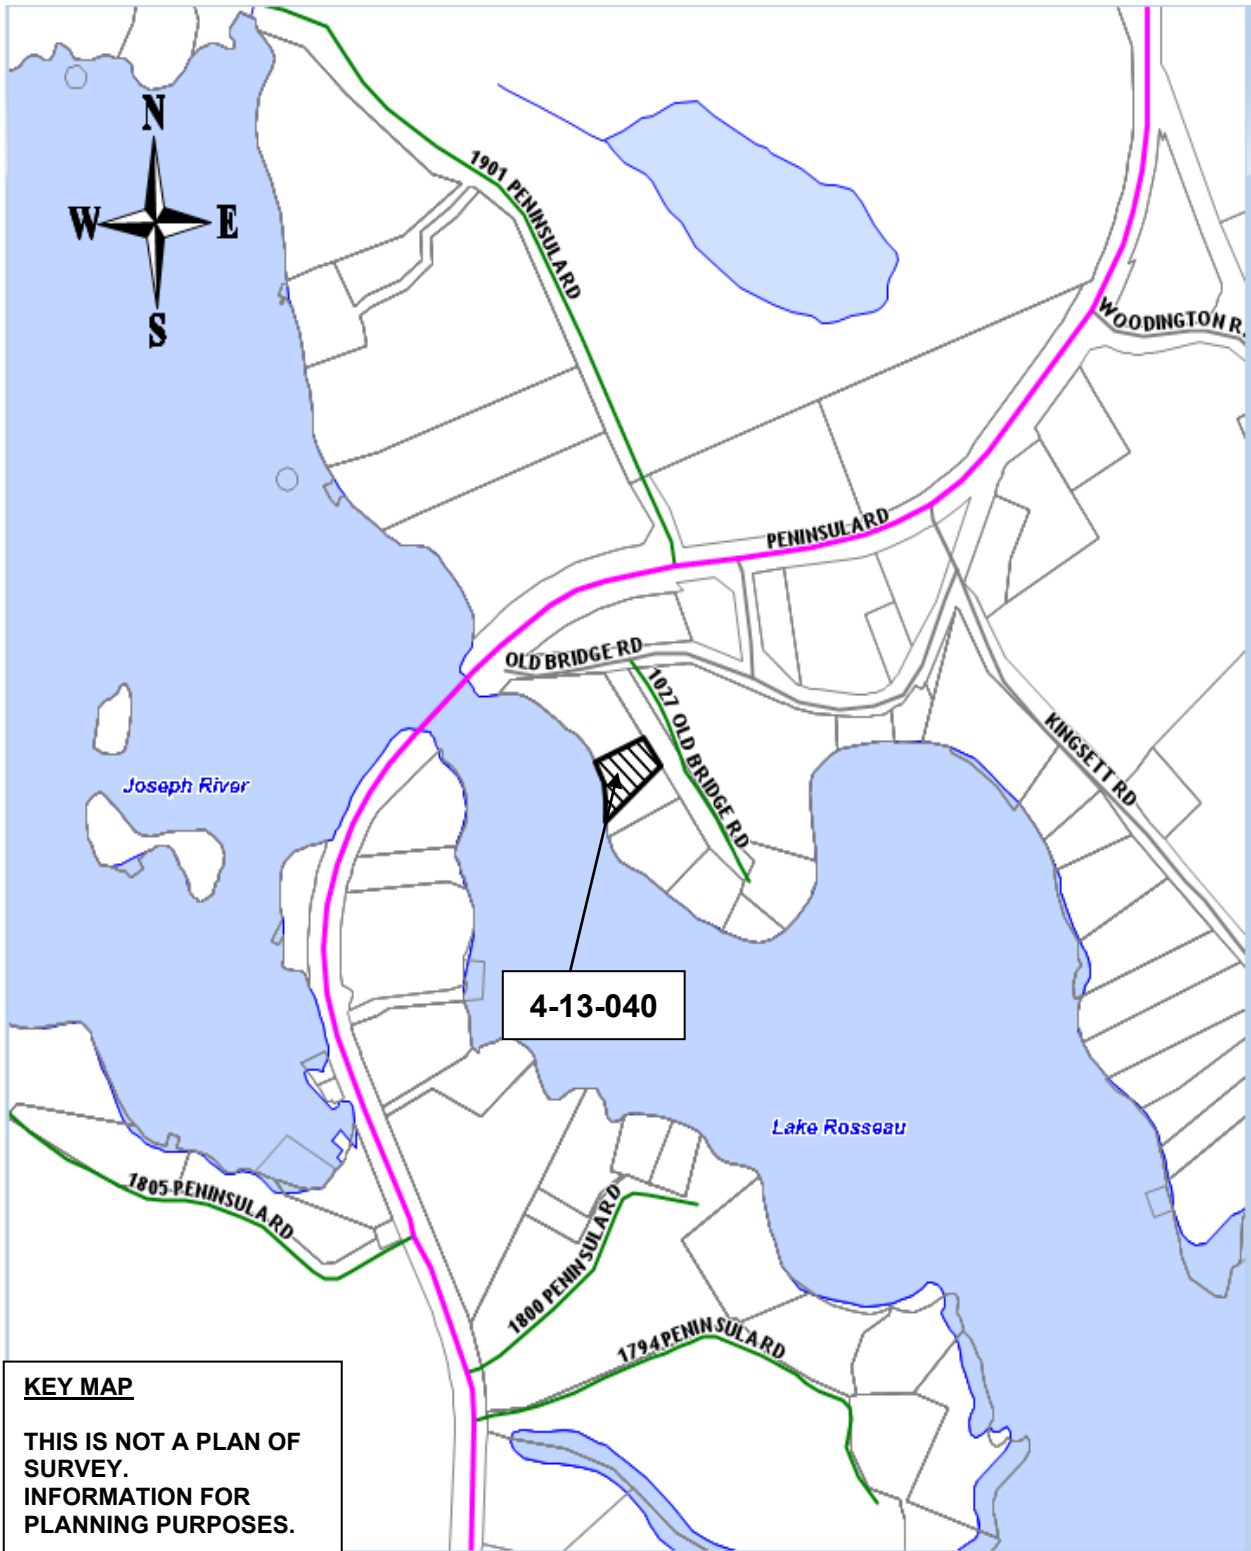 N
W E
S
1901 PENINSULA RD
WOODINGTON R
PENINSULA RD
OLD BRIDGE RD
1027 OLD BRIDGE RD
KINGSETT RD
Joseph River
4-13-040
Lake Rosseau
1805 PENINSULA RD
1800 PENINSULA RD
1794 PENINSULA RD
KEY MAP
THIS IS NOT A PLAN OF
SURVEY.
INFORMATION FOR
PLANNING PURPOSES.